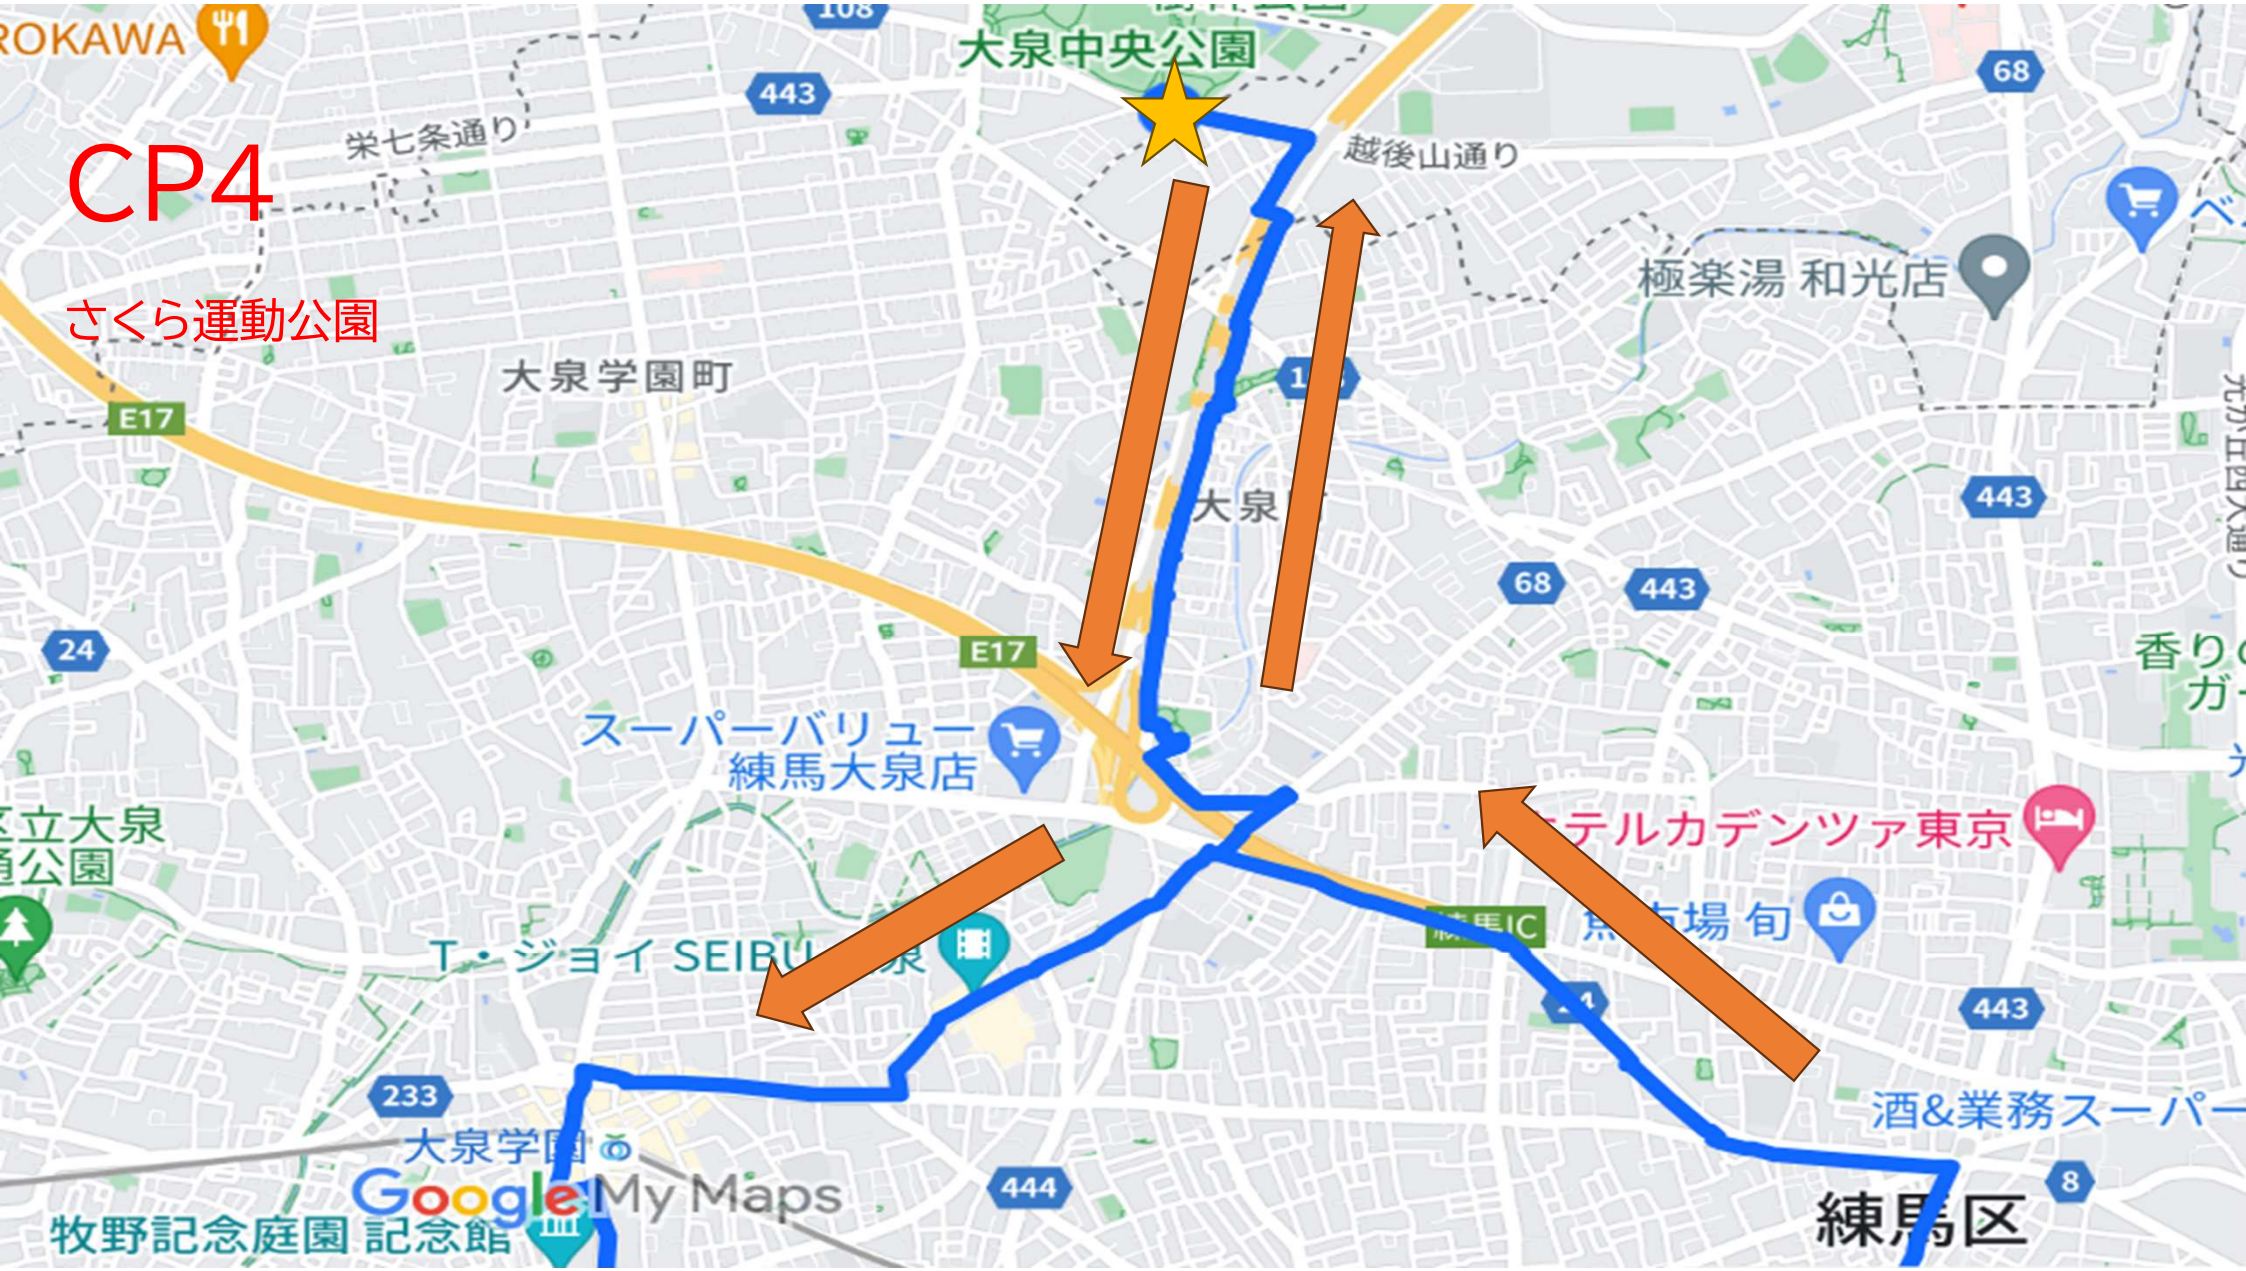 108
ROKAWA
大泉中央公園
443
68
栄七条通り
越後山通り
CP4
さくら運動公園
極楽湯 和光店
大泉学園町
E17
443
大泉
68
443
24
E17
スーパーバリュー
練馬大泉店
香り
ガ
区立大泉
通公園
テルカデンツァ東京
練馬IC
市場 旬
T・ジョイ SEIBU 泉
443
233
酒&業務スーパー
大泉学園
444
8
Google My Maps
練馬区
牧野記念庭園 記念館